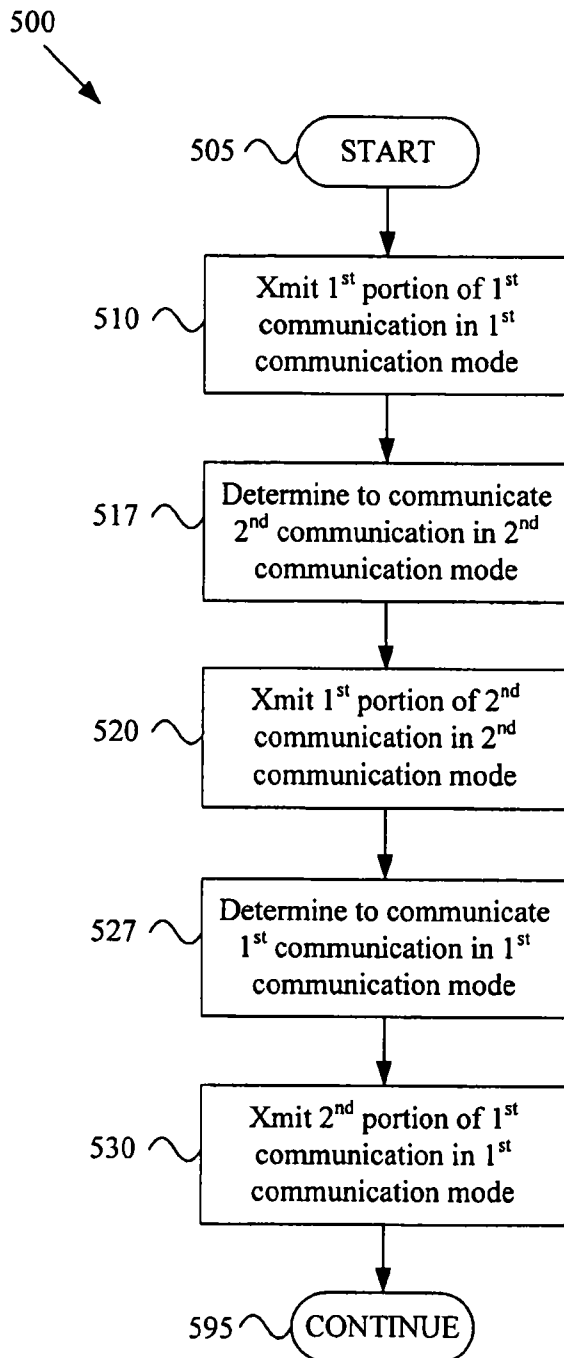 500
505
START
510
Xmit 1st portion of 1st
communication in 1st
communication mode
517
Determine to communicate
2nd communication in 2nd
communication mode
520
Xmit 1st portion of 2nd
communication in 2nd
communication mode
527
Determine to communicate
1st communication in 1st
communication mode
530
Xmit 2nd portion of 1st
communication in 1st
communication mode
595
CONTINUE